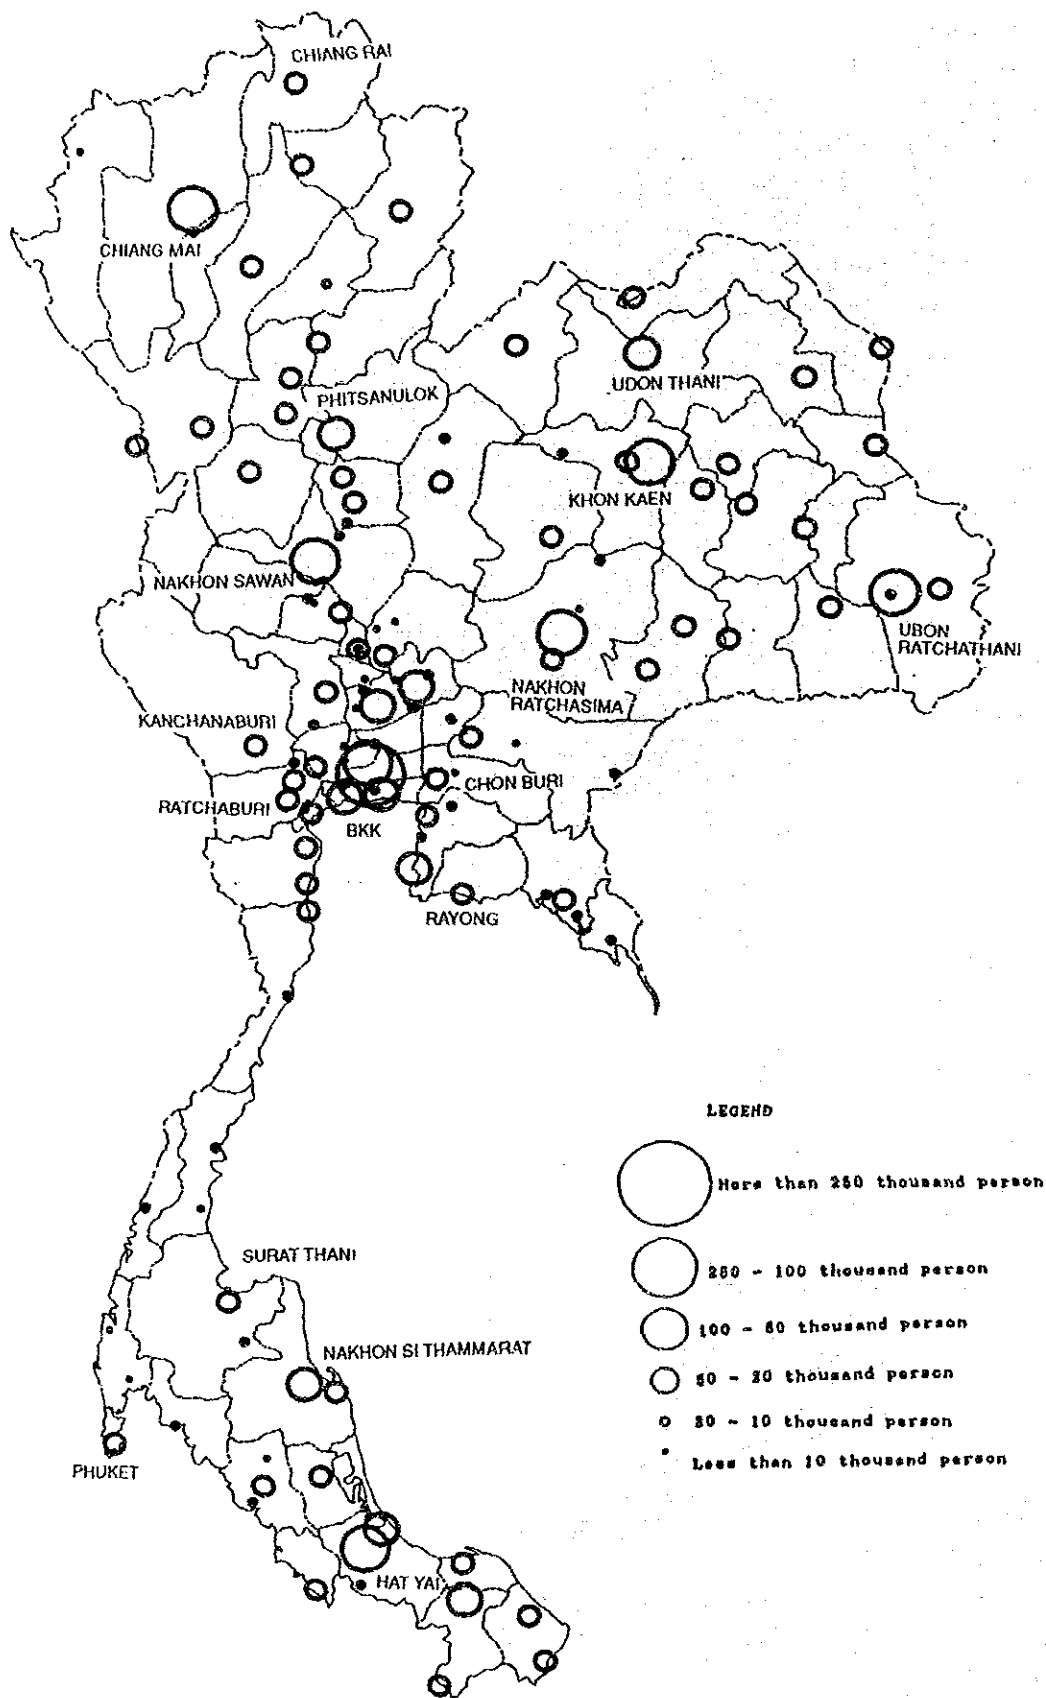 CHIANG RAI
CHIANG MAI
UDON THANI
PHITSANULOK
KHON KAEN
NAKHON SAWAN
UBON
RATCHATHANI
NAKHON
RATCHASIMA
KANCHANABURI
CHON BURI
RATCHABURI
BKK
RAYONG
LEGEND
More than 250 thousand person
SURAT THANI
250 - 100 thousand person
100 - 50 thousand person
NAKHON SI THAMMARAT
50 - 20 thousand person
20 - 10 thousand person
Less than 10 thousand person
PHUKET
HAT YAI